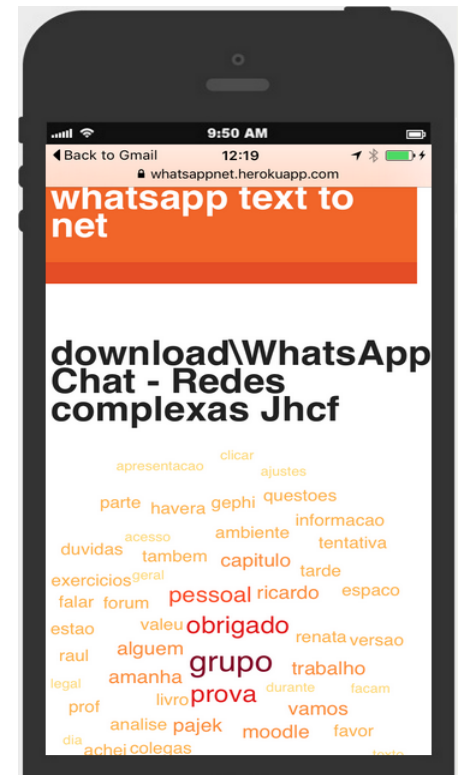 9:50 AM
Back to Gmail 12:19
whatsappnet.herokuapp.com
whatsapp text to
net
download\WhatsApp
Chat - Redes
complexas Jhcf
clicar
apresentacao
ajustes
parte havera gephi questoes
informacao
acesso ambiente
tentativa
duvidas tambem capitulo
tarde
exercicios geral
falar forum pessoal ricardo espaco
estao valeu obrigado
renata versao
raul alguem grupo trabalho
legal amanha
durante facam
prof livro prova vamos
analise pajek moodle favor
dia achei colegas
texto